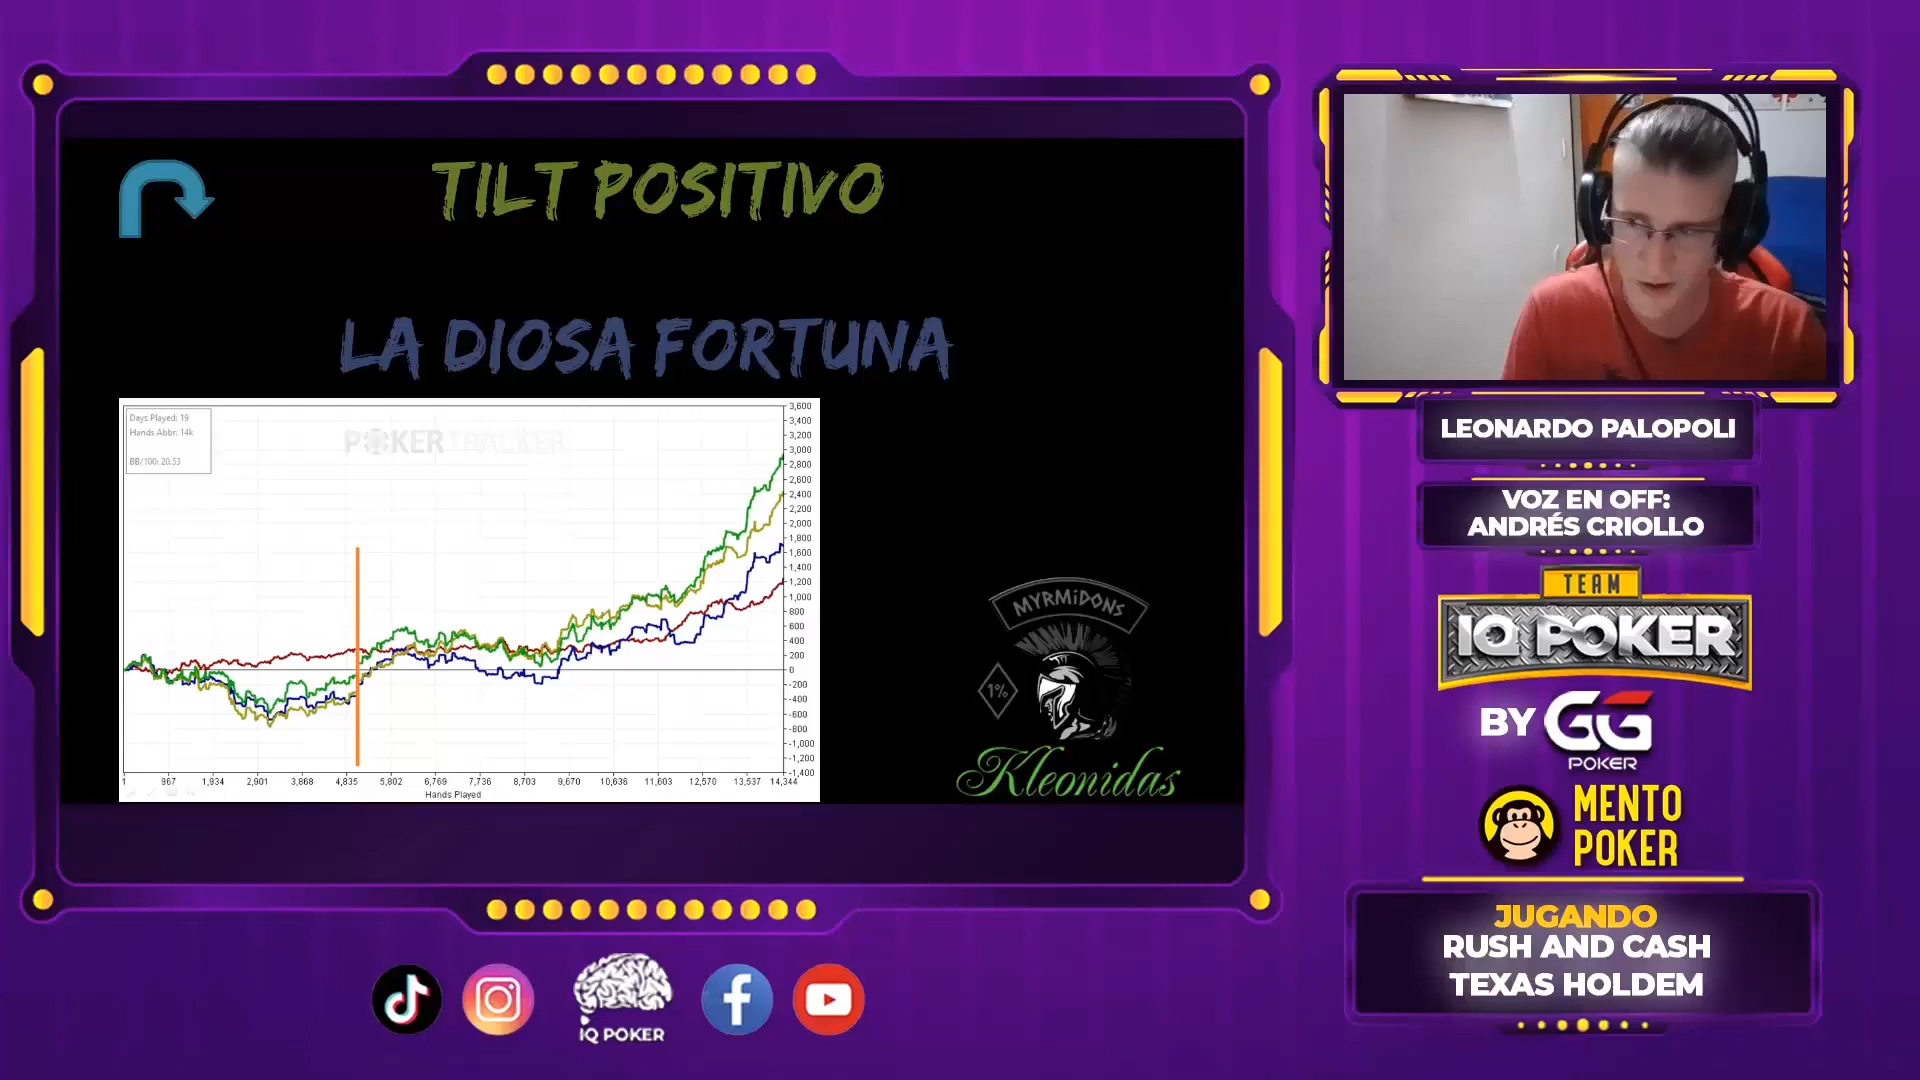 TILT POSITIVO
LA DIOSA FORTUNA
Days Played: 19
Hands Abbr: 14k
BB/100: 20.53
POKERTRACKER
3,600
3,400
3,200
3,000
2,800
2,600
2,400
2,200
2,000
1,800
1,600
1,400
1,200
1,000
800
600
400
200
0
-200
-400
-600
-800
-1,000
-1,200
-1,400
1 967 1,934 2,901 3,868 4,835 5,802 6,769 7,736 8,703 9,670 10,636 11,603 12,570 13,537 14,344
Hands Played
MYRMiDONS
1%
Kleonidas
LEONARDO PALOPOLI
VOZ EN OFF:
ANDRÉS CRIOLLO
TEAM
IQ POKER
BY GG
POKER
MENTO
POKER
JUGANDO
RUSH AND CASH
TEXAS HOLDEM
IQ POKER